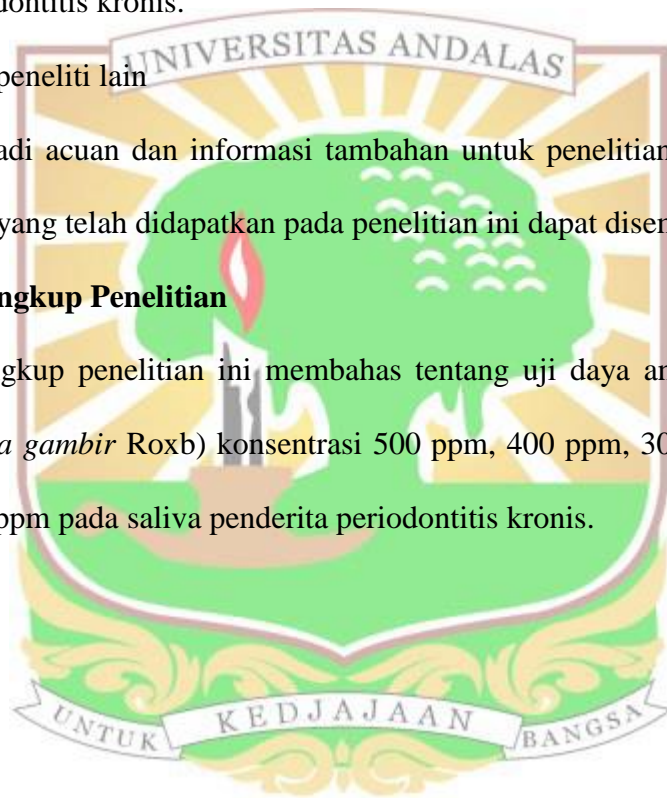 dontitis kronis.
UNIVERSITAS ANDALAS
peneliti lain
adi acuan dan informasi tambahan untuk penelitian
yang telah didapatkan pada penelitian ini dapat disen
ngkup Penelitian
gkup penelitian ini membahas tentang uji daya an
a gambir Roxb) konsentrasi 500 ppm, 400 ppm, 30
ppm pada saliva penderita periodontitis kronis.
UNTUK KEDJAJAAN BANGSA